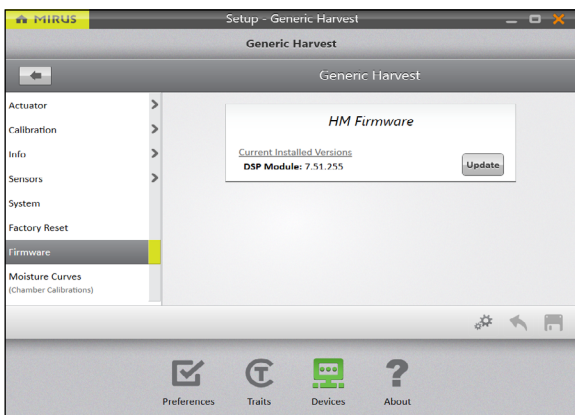 MIRUS
Setup - Generic Harvest
Generic Harvest
Generic Harvest
Actuator
Calibration
Info
Sensors
System
Factory Reset
Firmware
Moisture Curves
(Chamber Calibrations)
HM Firmware
Current Installed Versions
DSP Module: 7.51.255
Update
Preferences
Traits
Devices
About